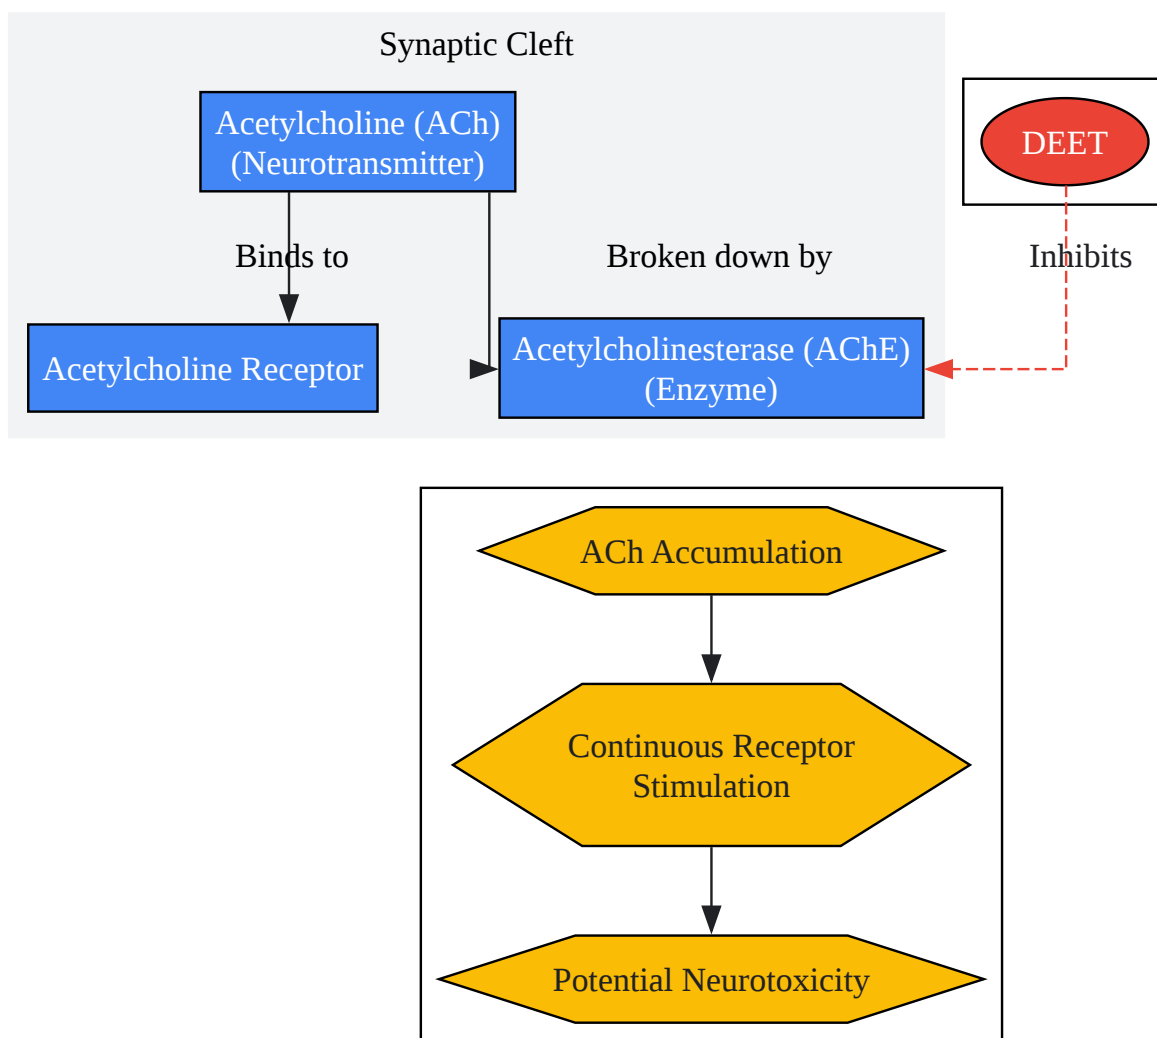 Synaptic Cleft
Acetylcholine (ACh)
(Neurotransmitter)
DEET
Binds to
Broken down by
Inhibits
Acetylcholine Receptor
Acetylcholinesterase (AChE)
(Enzyme)
ACh Accumulation
Continuous Receptor
Stimulation
Potential Neurotoxicity